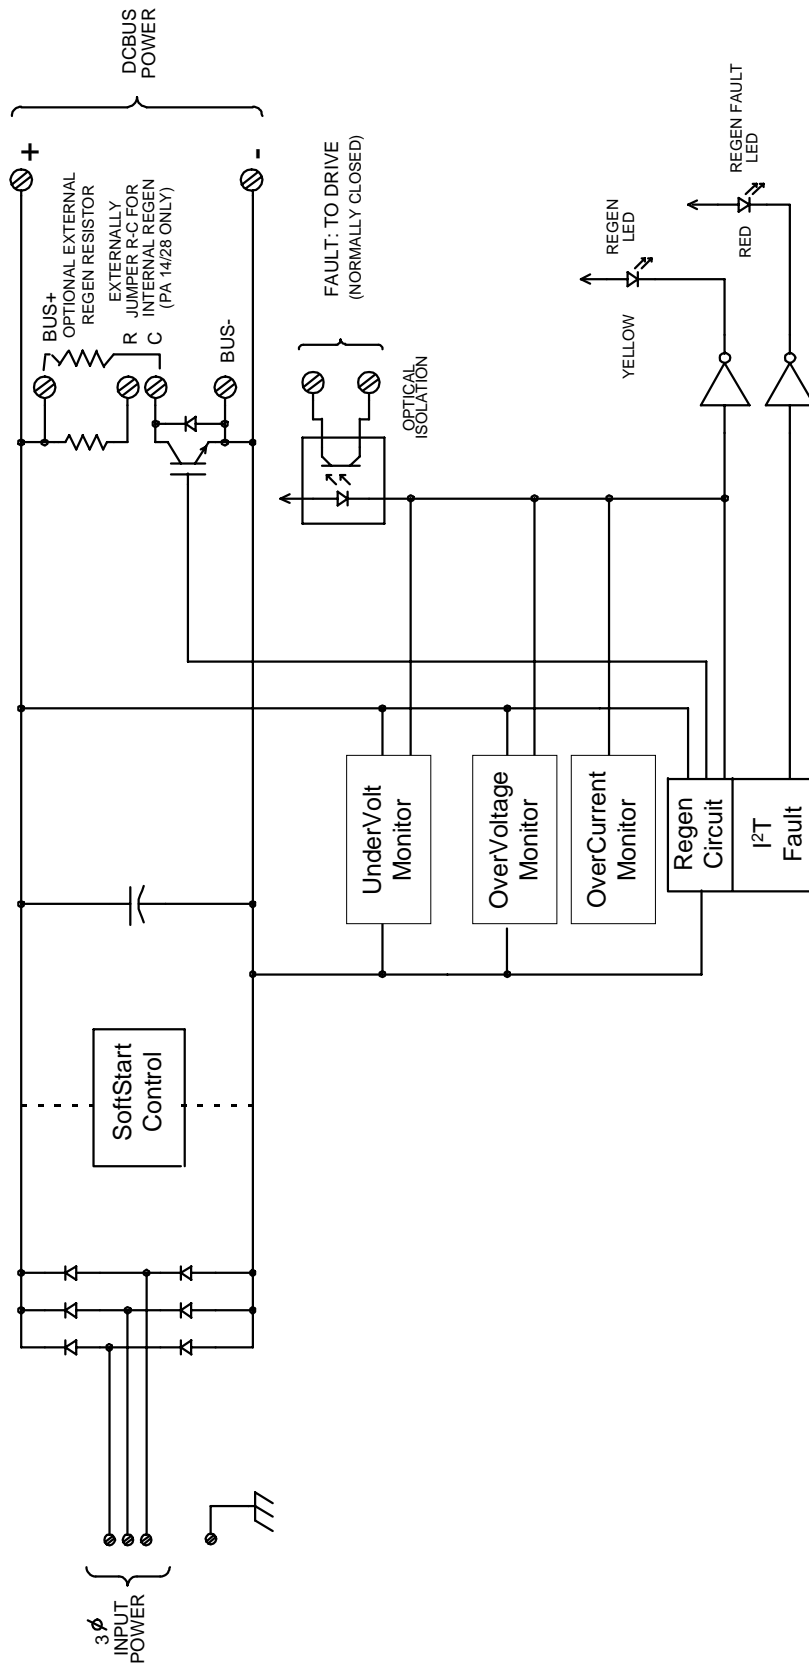 3ϕ
INPUT
POWER
SoftStart
Control
DCBUS
POWER
+
-
BUS+
OPTIONAL EXTERNAL
REGEN RESISTOR
EXTERNALLY
JUMPER R-C FOR
INTERNAL REGEN
(PA 14/28 ONLY)
R
C
BUS-
FAULT: TO DRIVE
(NORMALLY CLOSED)
OPTICAL
ISOLATION
UnderVolt
Monitor
OverVoltage
Monitor
OverCurrent
Monitor
Regen
Circuit
I²T
Fault
YELLOW
REGEN
LED
RED
REGEN FAULT
LED